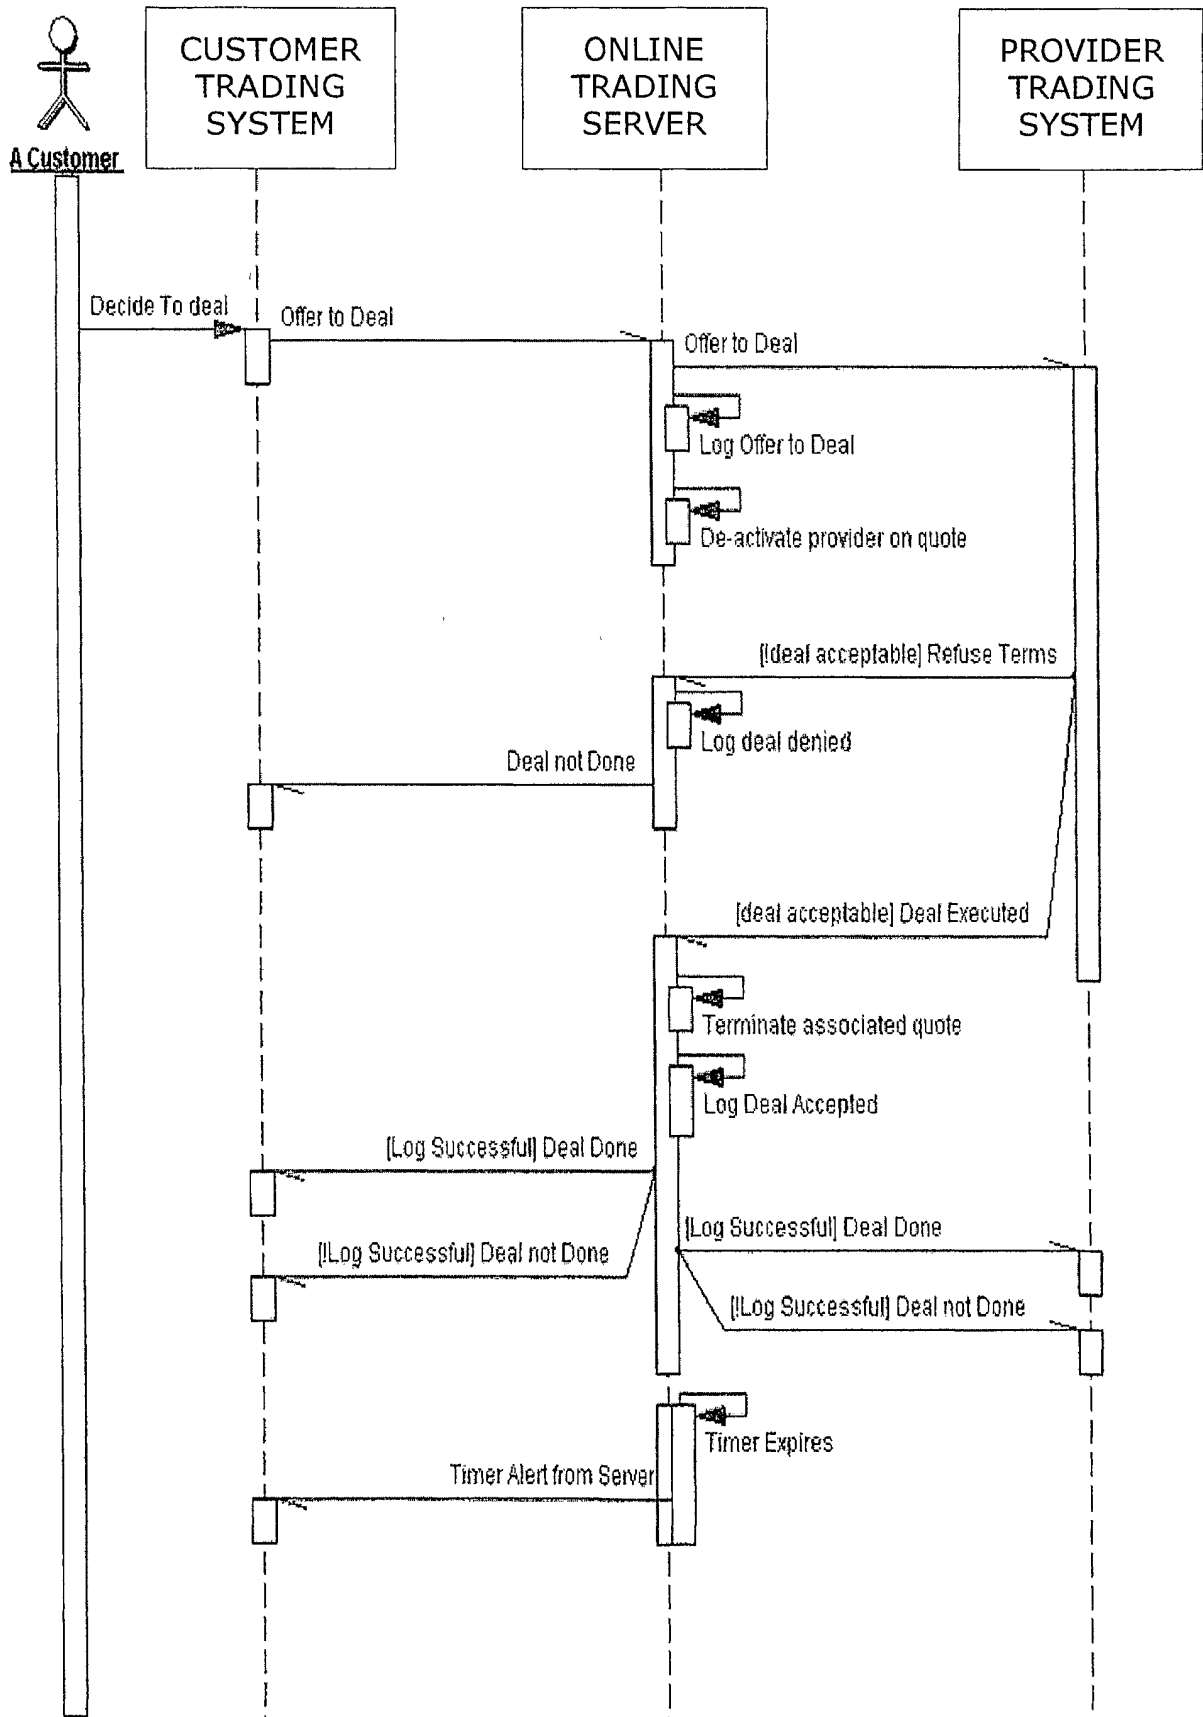 CUSTOMER
TRADING
SYSTEM
ONLINE
TRADING
SERVER
PROVIDER
TRADING
SYSTEM
A Customer
Decide To deal
Offer to Deal
Offer to Deal
Log Offer to Deal
De-activate provider on quote
[!deal acceptable] Refuse Terms
Log deal denied
Deal not Done
[deal acceptable] Deal Executed
Terminate associated quote
Log Deal Accepted
[Log Successful] Deal Done
[Log Successful] Deal Done
[!Log Successful] Deal not Done
[!Log Successful] Deal not Done
Timer Expires
Timer Alert from Server